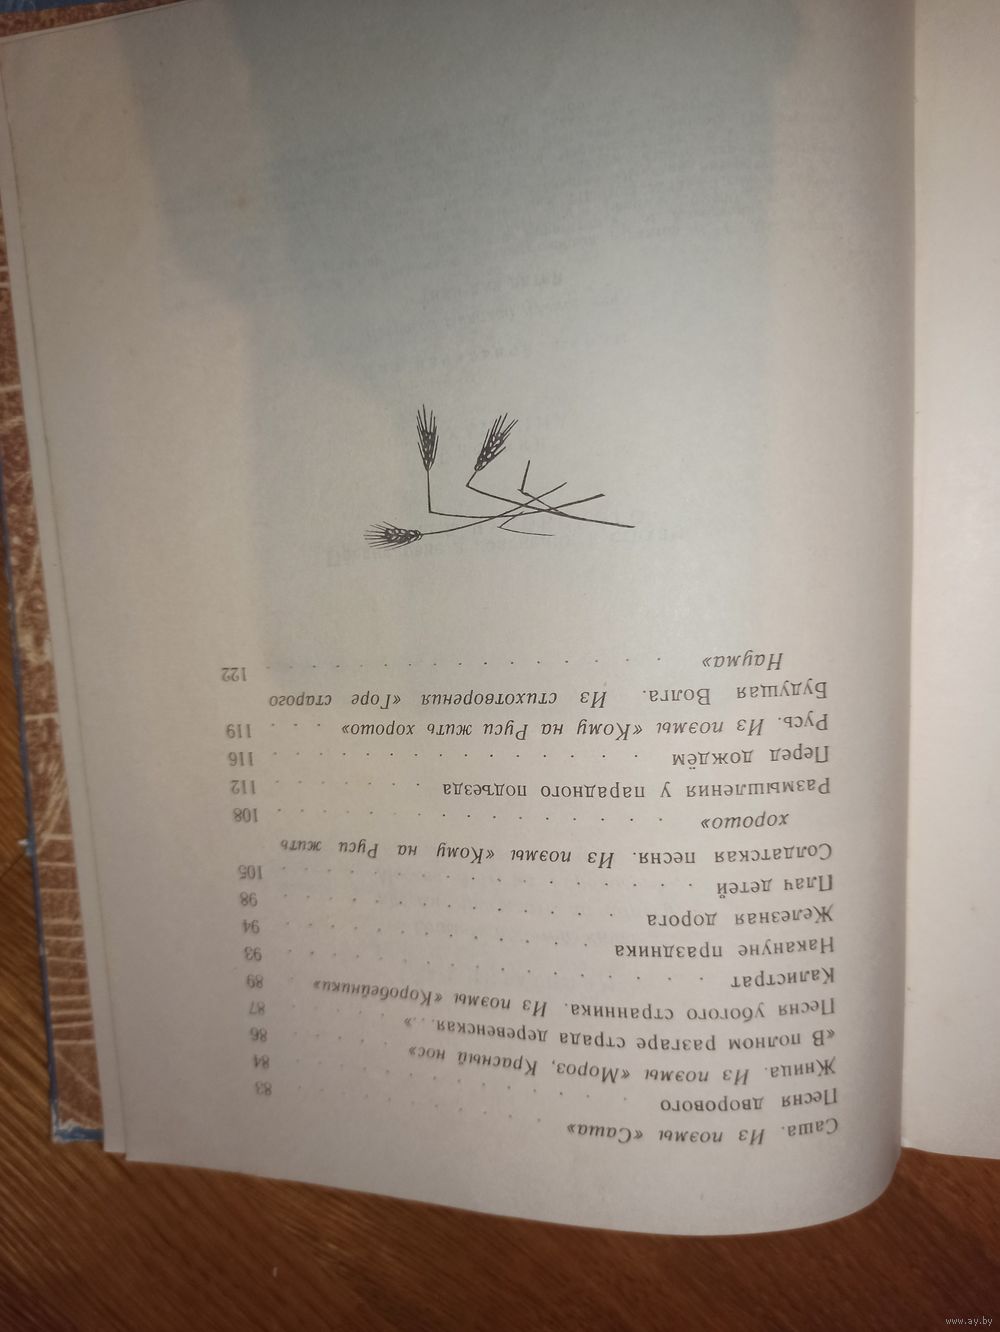 Саша. Из поэмы «Саша» . . . . . . . . 83
Песня дворового . . . . . . . . . . 84
Жница. Из поэмы «Мороз, Красный нос» . . . . 86
«В полном разгаре страда деревенская...» . . . 87
Песня убогого странника. Из поэмы «Коробейники» . 89
Калистрат . . . . . . . . . . . . 93
Накануне праздника . . . . . . . . . 94
Железная дорога . . . . . . . . . . 98
Плач детей . . . . . . . . . . . . 105
Солдатская песня. Из поэмы «Кому на Руси жить
хорошо» . . . . . . . . . . . . . 108
Размышления у парадного подъезда . . . . . 112
Перед дождём . . . . . . . . . . . 116
Русь. Из поэмы «Кому на Руси жить хорошо» . . . 119
Будущая Волга. Из стихотворения «Горе старого
Наума» . . . . . . . . . . . . . 122
www.ay.by